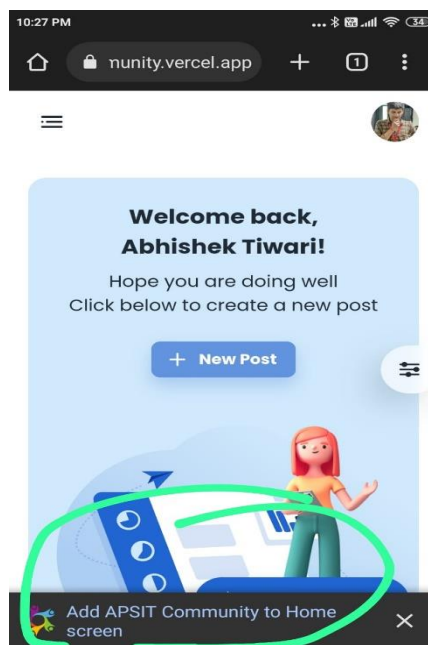 10:27 PM
34
nunity.vercel.app
1
Welcome back,
Abhishek Tiwari!
Hope you are doing well
Click below to create a new post
+ New Post
Add APSIT Community to Home
screen